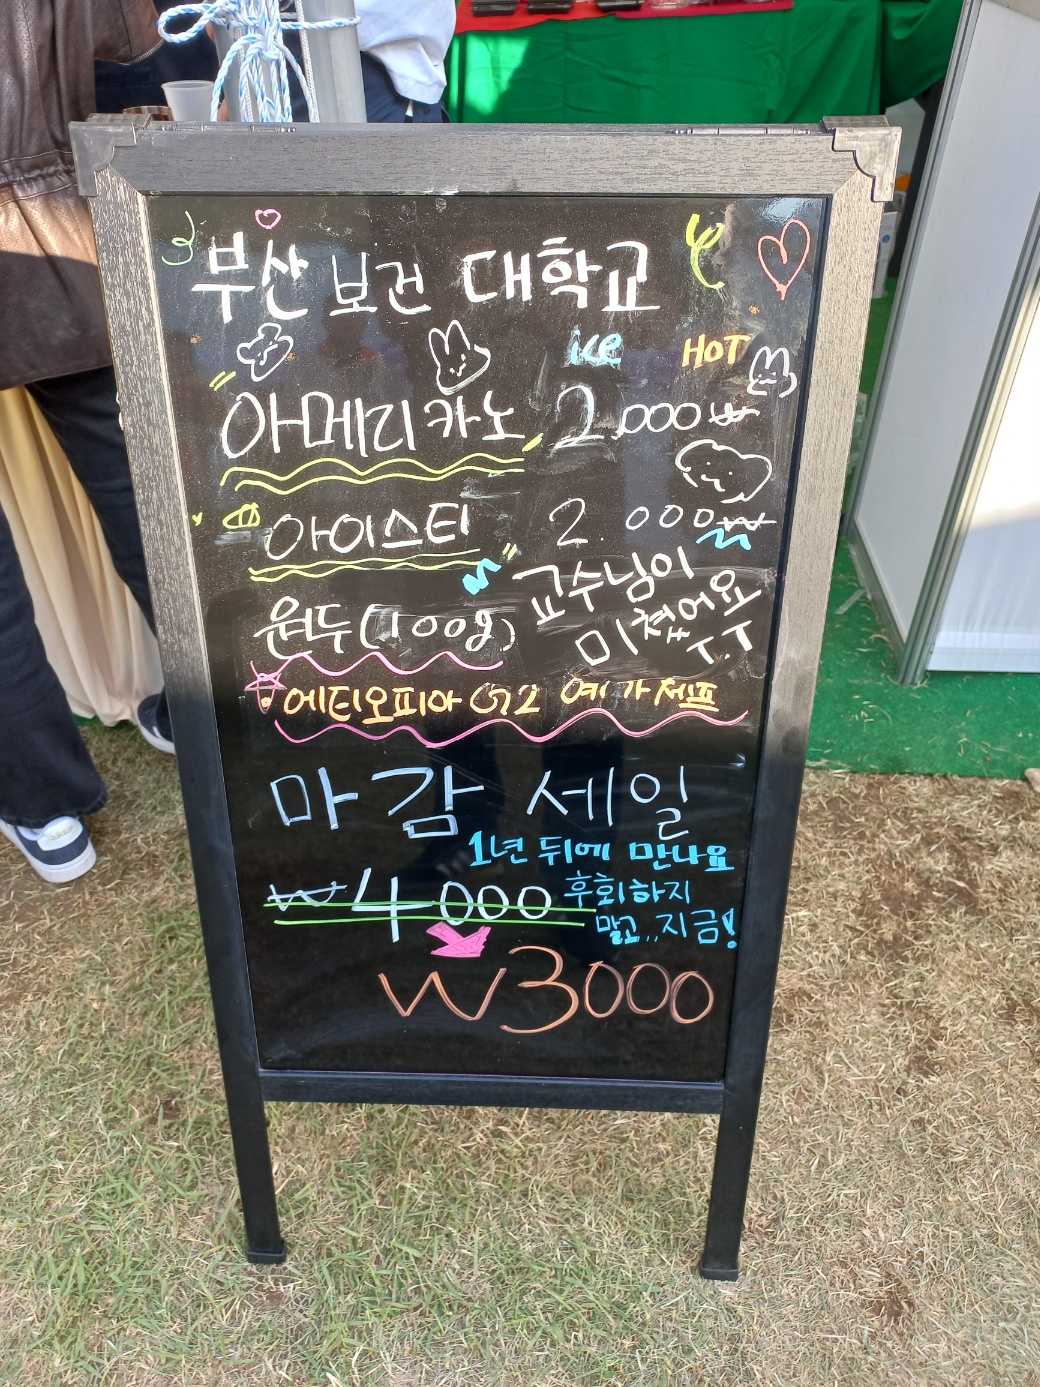 부산 보건 대학교
ice HOT
아메리카노 2.000₩
아이스티 2.000₩
원두(100g)
교수님이
미쳤어요
T.T
에티오피아 G2 예가체프
마감 세일
1년 뒤에 만나요
₩4000
후회하지
말고,,지금!
₩3000